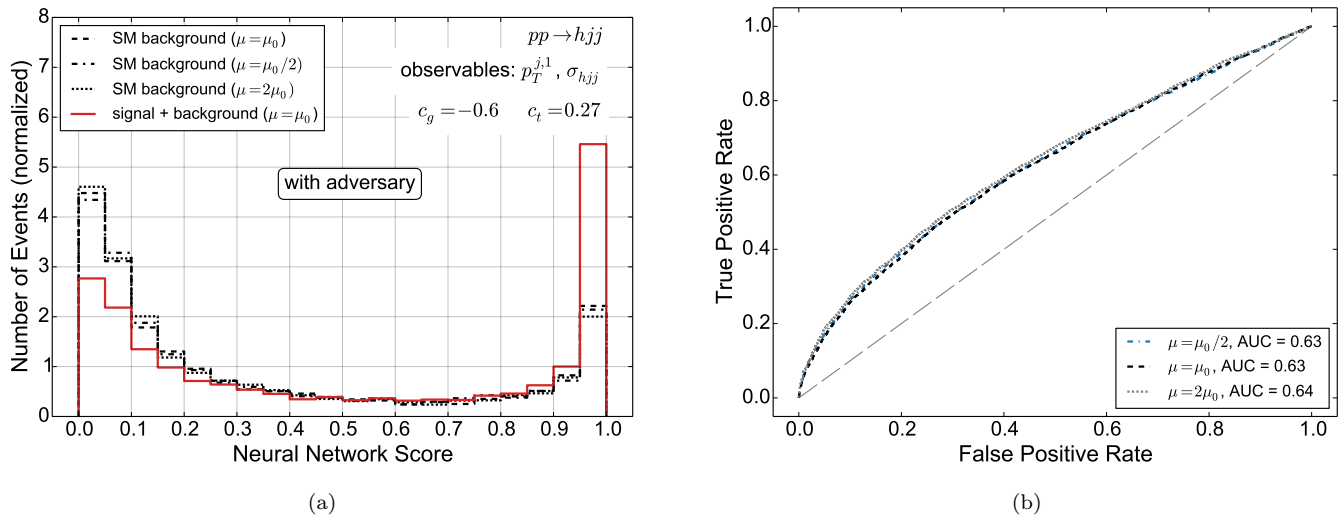 8
7
6
5
4
3
2
1
0
Number of Events (normalized)
SM background (μ=μ₀)
SM background (μ=μ₀/2)
SM background (μ=2μ₀)
signal + background (μ=μ₀)
pp→hjj
observables: p_T^{j,1}, σ_{hjj}
c_g=−0.6 c_t=0.27
with adversary
0.0 0.1 0.2 0.3 0.4 0.5 0.6 0.7 0.8 0.9 1.0
Neural Network Score
(a)
1.0
0.8
0.6
0.4
0.2
0.0
True Positive Rate
μ=μ₀/2, AUC = 0.63
μ=μ₀, AUC = 0.63
μ=2μ₀, AUC = 0.64
0.0 0.2 0.4 0.6 0.8 1.0
False Positive Rate
(b)